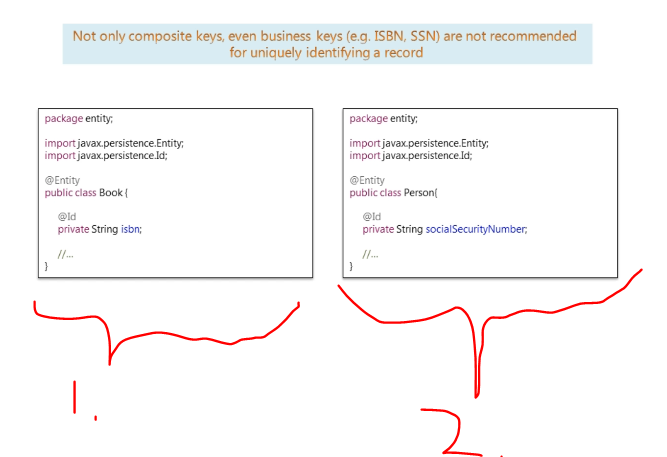 Not only composite keys, even business keys (e.g. ISBN, SSN) are not recommended
for uniquely identifying a record
package entity;
import javax.persistence.Entity;
import javax.persistence.Id;
@Entity
public class Book {
@Id
private String isbn;
//...
}
package entity;
import javax.persistence.Entity;
import javax.persistence.Id;
@Entity
public class Person{
@Id
private String socialSecurityNumber;
//...
}
1.
2.